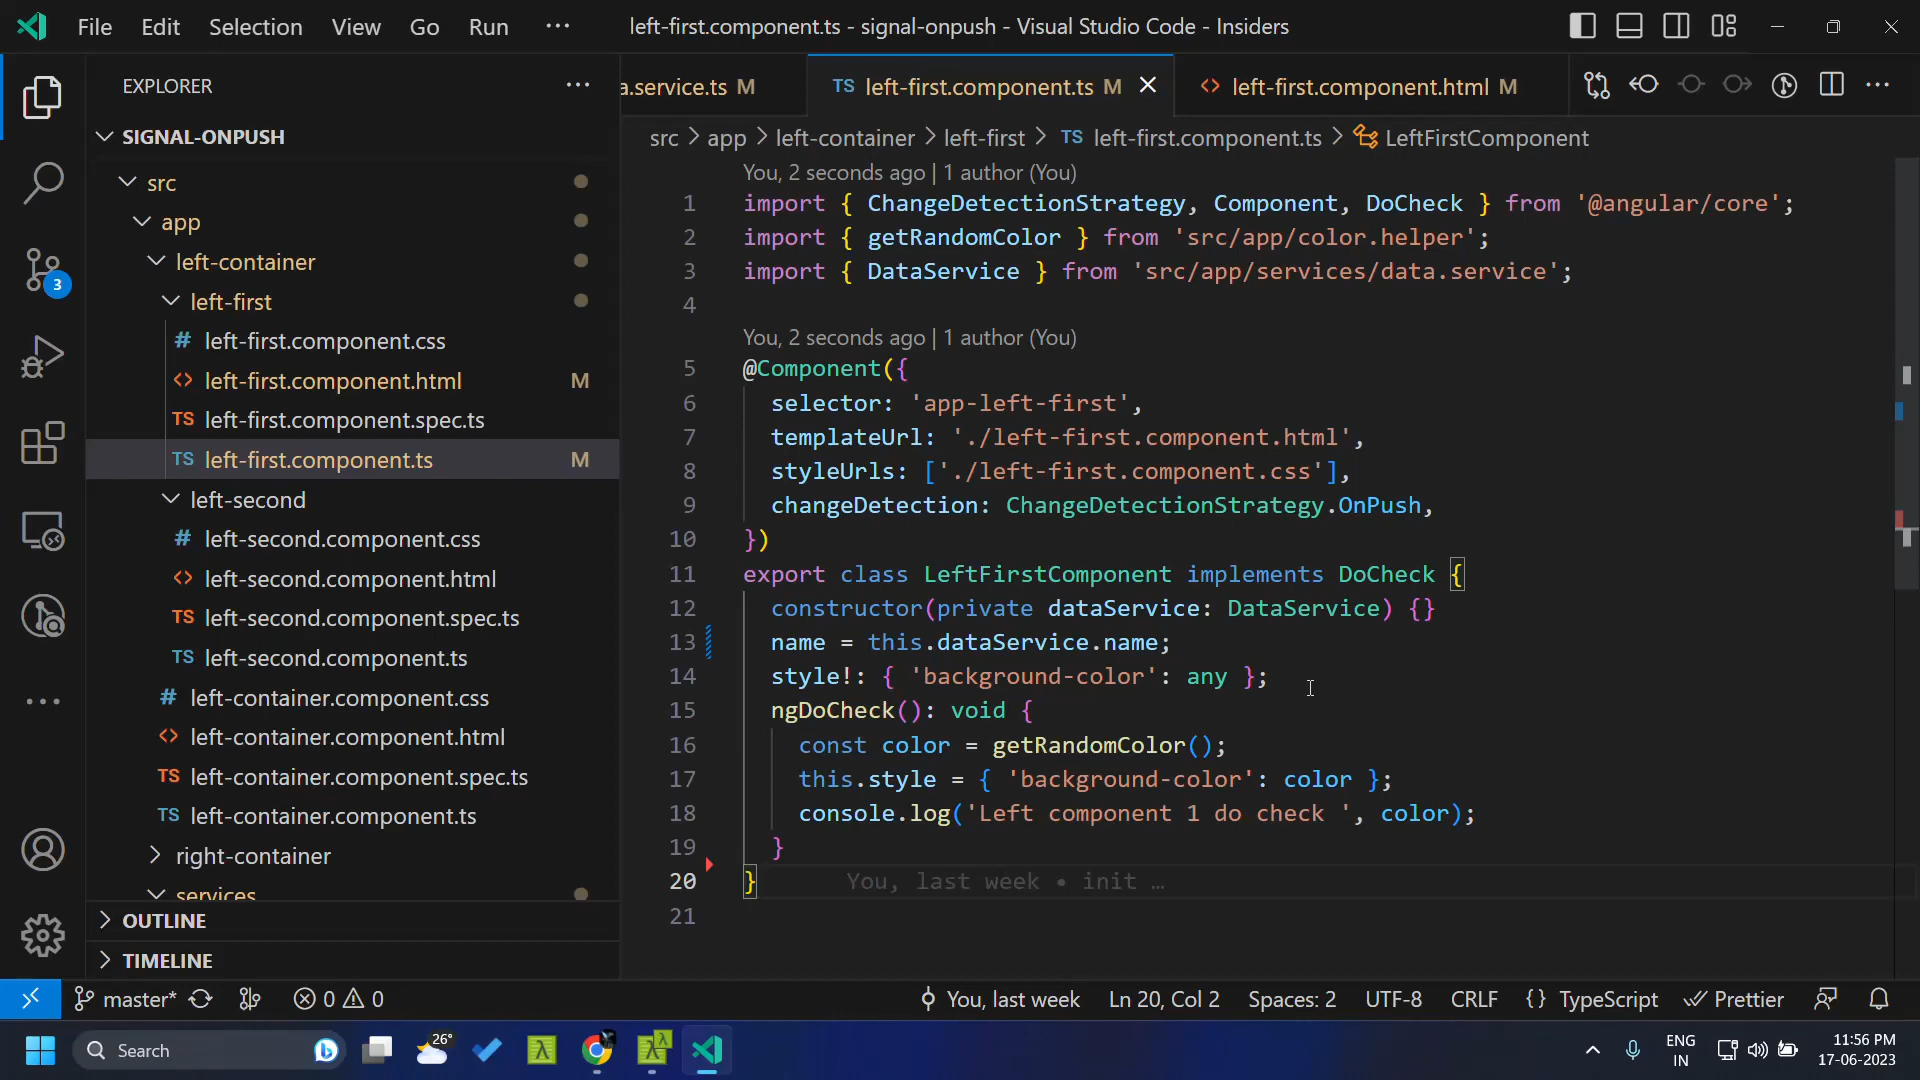 File Edit Selection View Go Run ··· left-first.component.ts - signal-onpush - Visual Studio Code - Insiders
EXPLORER ···
SIGNAL-ONPUSH
src
app
left-container
left-first
# left-first.component.css
<> left-first.component.html M
TS left-first.component.spec.ts
TS left-first.component.ts M
left-second
# left-second.component.css
<> left-second.component.html
TS left-second.component.spec.ts
TS left-second.component.ts
# left-container.component.css
<> left-container.component.html
TS left-container.component.spec.ts
TS left-container.component.ts
right-container
services
OUTLINE
TIMELINE
3
a.service.ts M TS left-first.component.ts M <> left-first.component.html M
src > app > left-container > left-first > TS left-first.component.ts > LeftFirstComponent
You, 2 seconds ago | 1 author (You)
1 import { ChangeDetectionStrategy, Component, DoCheck } from '@angular/core';
2 import { getRandomColor } from 'src/app/color.helper';
3 import { DataService } from 'src/app/services/data.service';
4
You, 2 seconds ago | 1 author (You)
5 @Component({
6 selector: 'app-left-first',
7 templateUrl: './left-first.component.html',
8 styleUrls: ['./left-first.component.css'],
9 changeDetection: ChangeDetectionStrategy.OnPush,
10 })
11 export class LeftFirstComponent implements DoCheck {
12 constructor(private dataService: DataService) {}
13 name = this.dataService.name;
14 style!: { 'background-color': any };
15 ngDoCheck(): void {
16 const color = getRandomColor();
17 this.style = { 'background-color': color };
18 console.log('Left component 1 do check ', color);
19 }
20 } You, last week • init …
21
master* 0 0 You, last week Ln 20, Col 2 Spaces: 2 UTF-8 CRLF {} TypeScript Prettier
Search 26° ENG IN 11:56 PM 17-06-2023